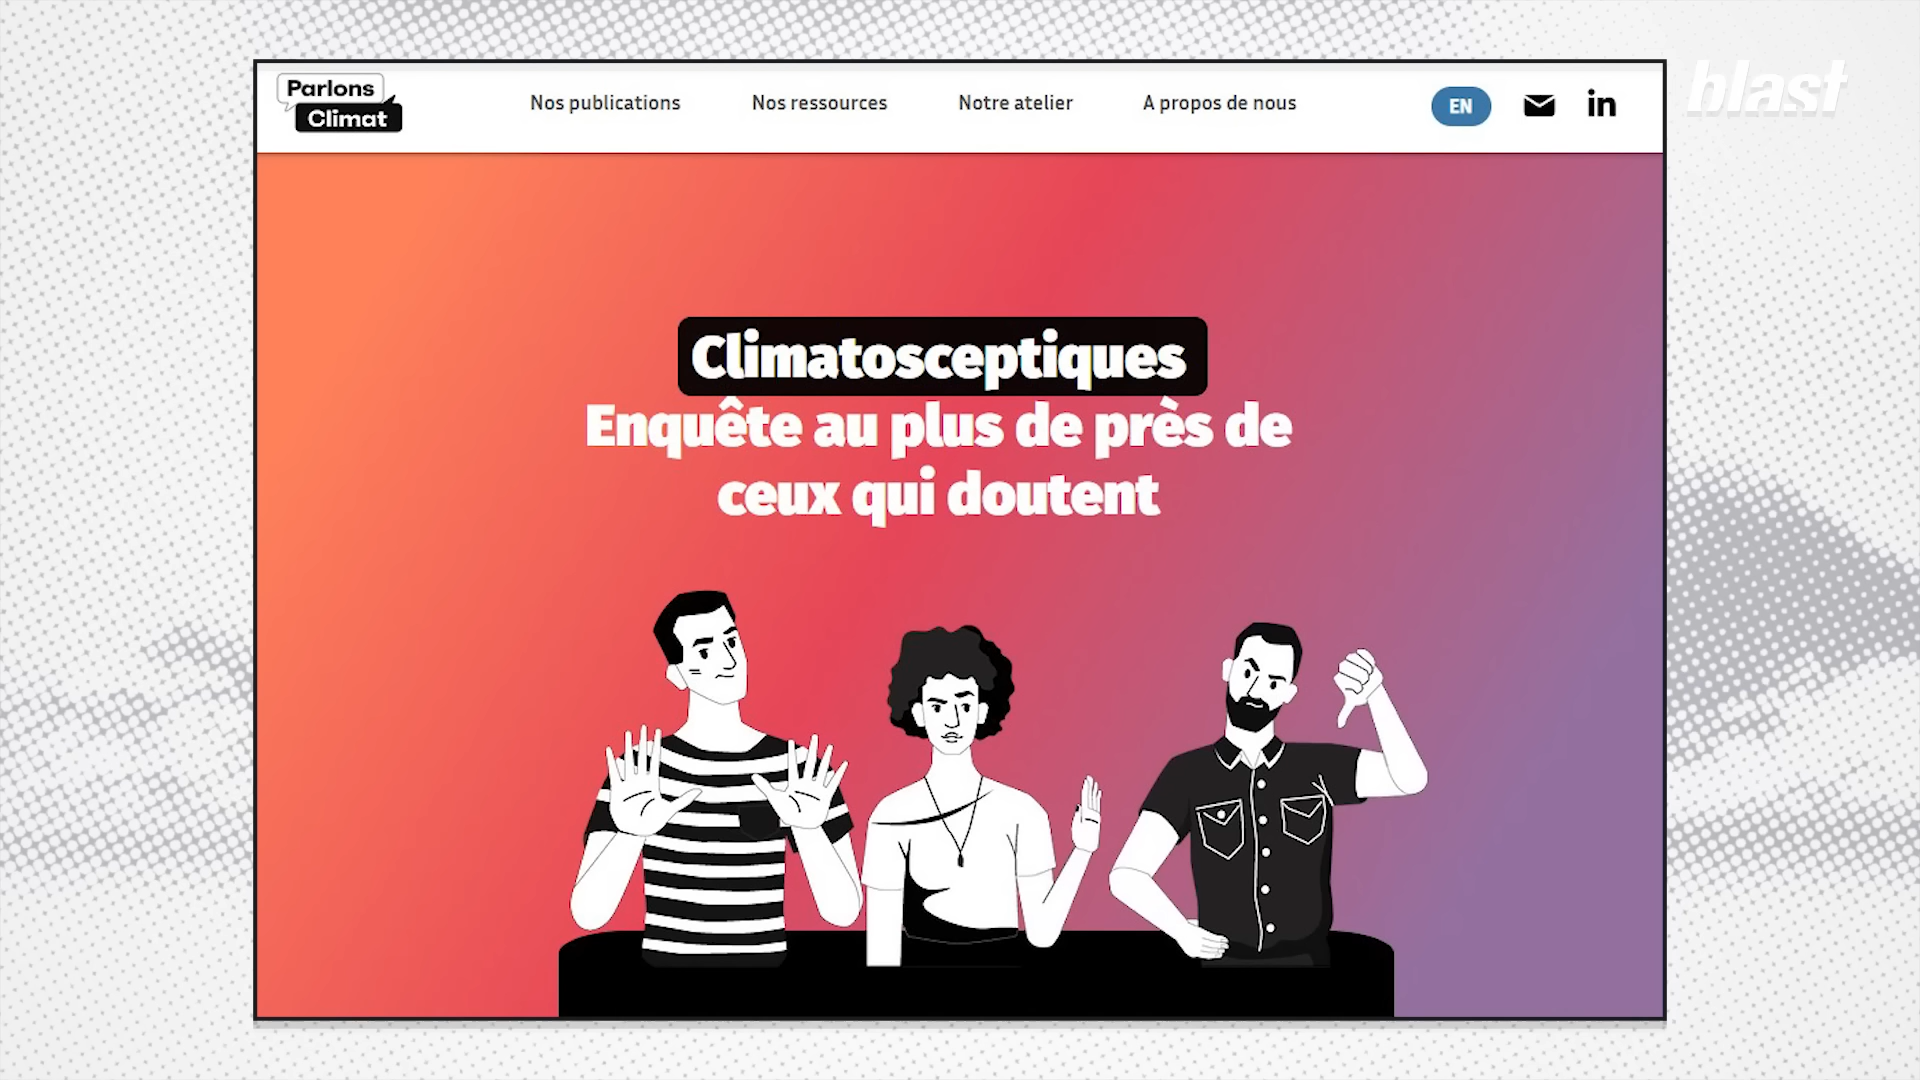 Parlons
Climat
Nos publications
Nos ressources
Notre atelier
A propos de nous
EN
in
blast
Climatosceptiques
Enquête au plus de près de
ceux qui doutent